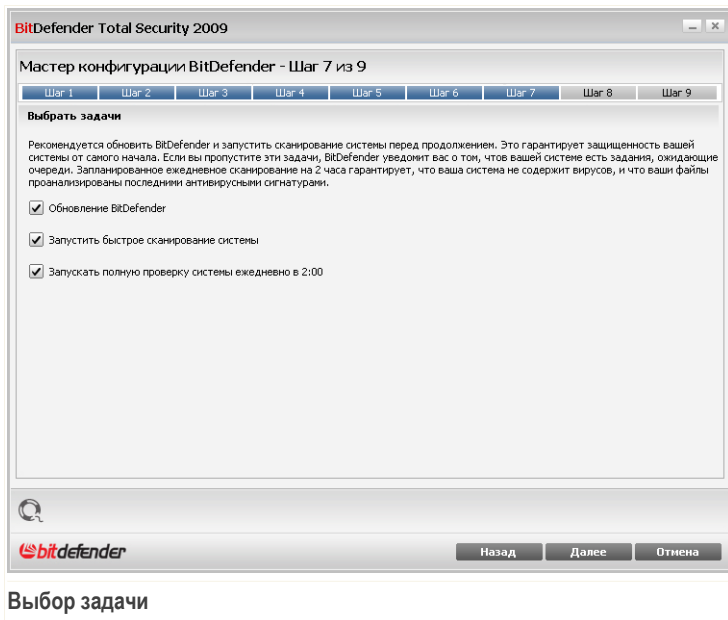 BitDefender Total Security 2009
Мастер конфигурации BitDefender - Шаг 7 из 9
Шаг 1 Шаг 2 Шаг 3 Шаг 4 Шаг 5 Шаг 6 Шаг 7 Шаг 8 Шаг 9
Выбрать задачи
Рекомендуется обновить BitDefender и запустить сканирование системы перед продолжением. Это гарантирует защищенность вашей
системы от самого начала. Если вы пропустите эти задачи, BitDefender уведомит вас о том, чтов вашей системе есть задания, ожидающие
очереди. Запланированное ежедневное сканирование на 2 часа гарантирует, что ваша система не содержит вирусов, и что ваши файлы
проанализированы последними антивирусными сигнатурами.
Обновление BitDefender
Запустить быстрое сканирование системы
Запускать полную проверку системы ежедневно в 2:00
bitdefender
Назад Далее Отмена
Выбор задачи